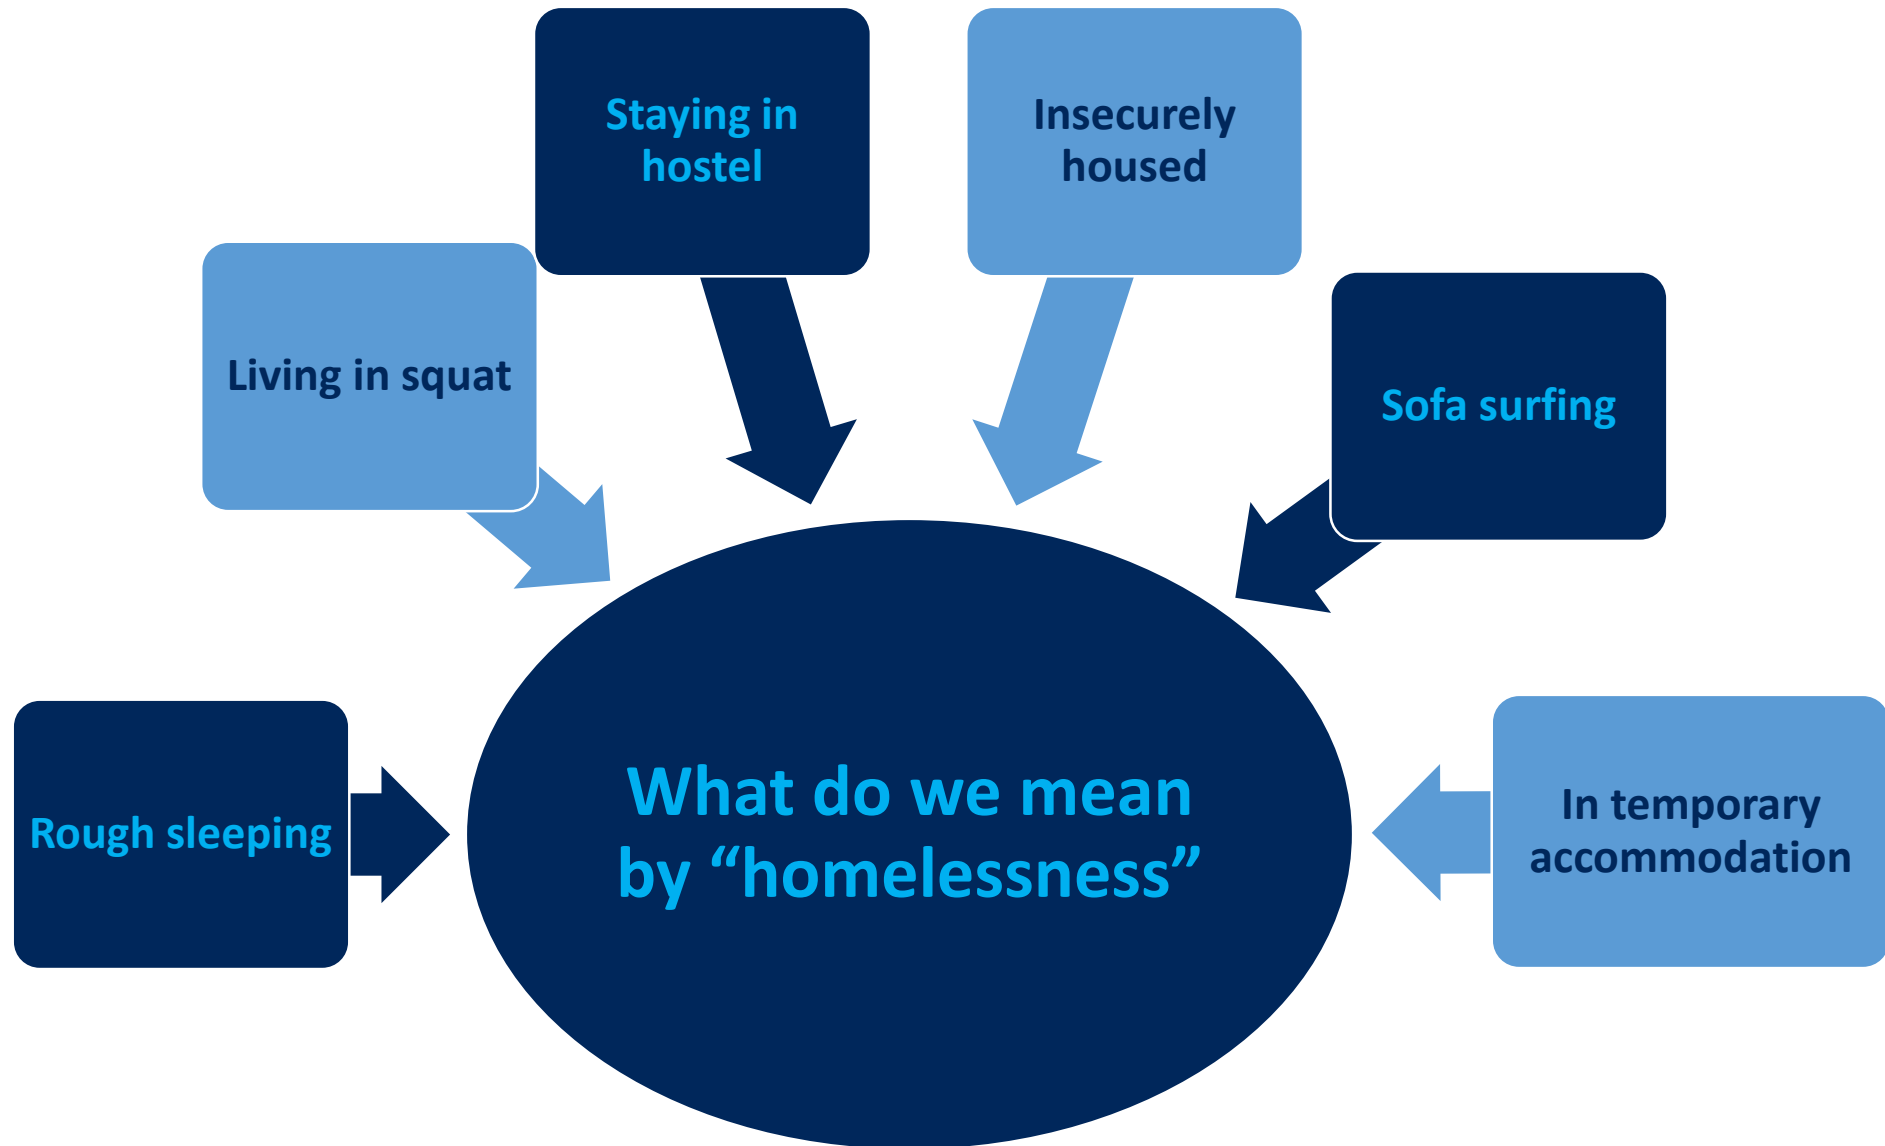 Staying in
hostel
Insecurely
housed
Living in squat
Sofa surfing
Rough sleeping
What do we mean
by “homelessness”
In temporary
accommodation